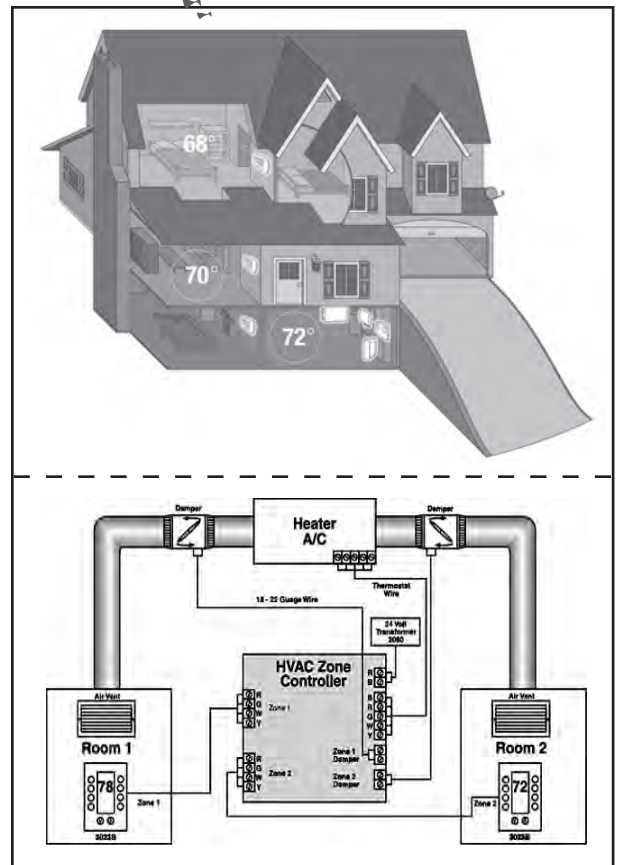 68°
70°
72°
Damper
Heater
A/C
Damper
Thermostat
Wire
18 - 22 Guage Wire
24 Volt
Transformer
HVAC Zone
Controller
R
B
Air Vent
Room 1
78
Zone 1
R
G
W
Y
Zone 1
R
G
W
Y
Zone 2
B
R
G
W
Y
Zone 1
Damper
Zone 2
Damper
Air Vent
Room 2
72
Zone 2